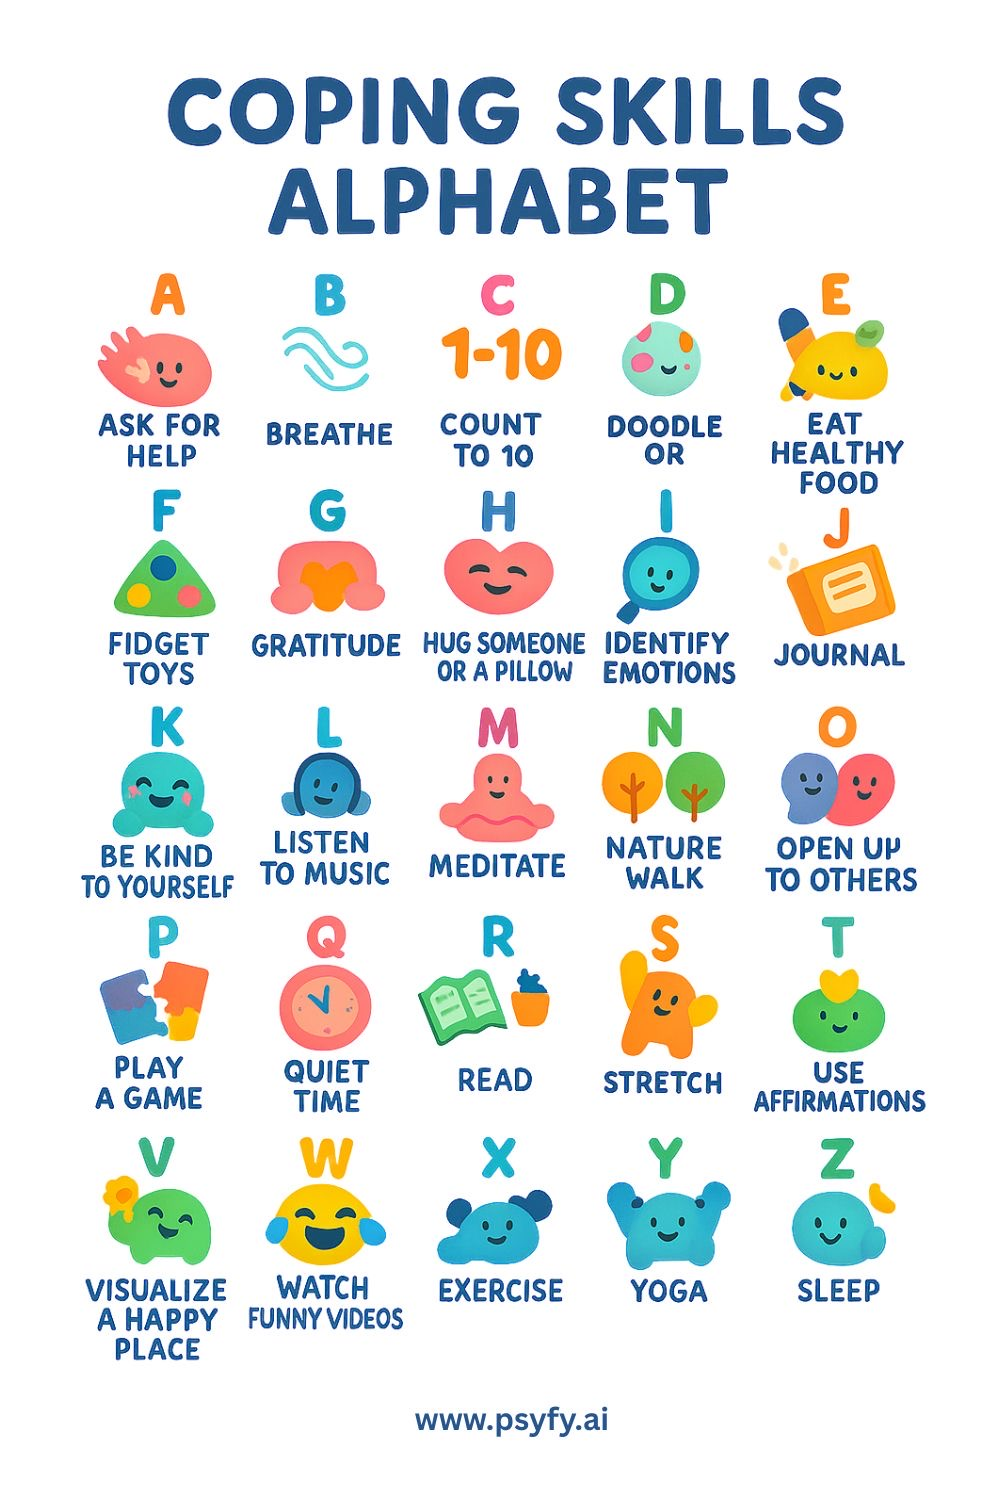 COPING SKILLS
ALPHABET
A
ASK FOR
HELP
B
BREATHE
C
1-10
COUNT
TO 10
D
DOODLE
OR
E
EAT
HEALTHY
FOOD
F
FIDGET
TOYS
G
GRATITUDE
H
HUG SOMEONE
OR A PILLOW
I
IDENTIFY
EMOTIONS
J
JOURNAL
K
BE KIND
TO YOURSELF
L
LISTEN
TO MUSIC
M
MEDITATE
N
NATURE
WALK
O
OPEN UP
TO OTHERS
P
PLAY
A GAME
Q
QUIET
TIME
R
READ
S
STRETCH
T
USE
AFFIRMATIONS
V
VISUALIZE
A HAPPY
PLACE
W
WATCH
FUNNY VIDEOS
X
EXERCISE
Y
YOGA
Z
SLEEP
www.psyfy.ai